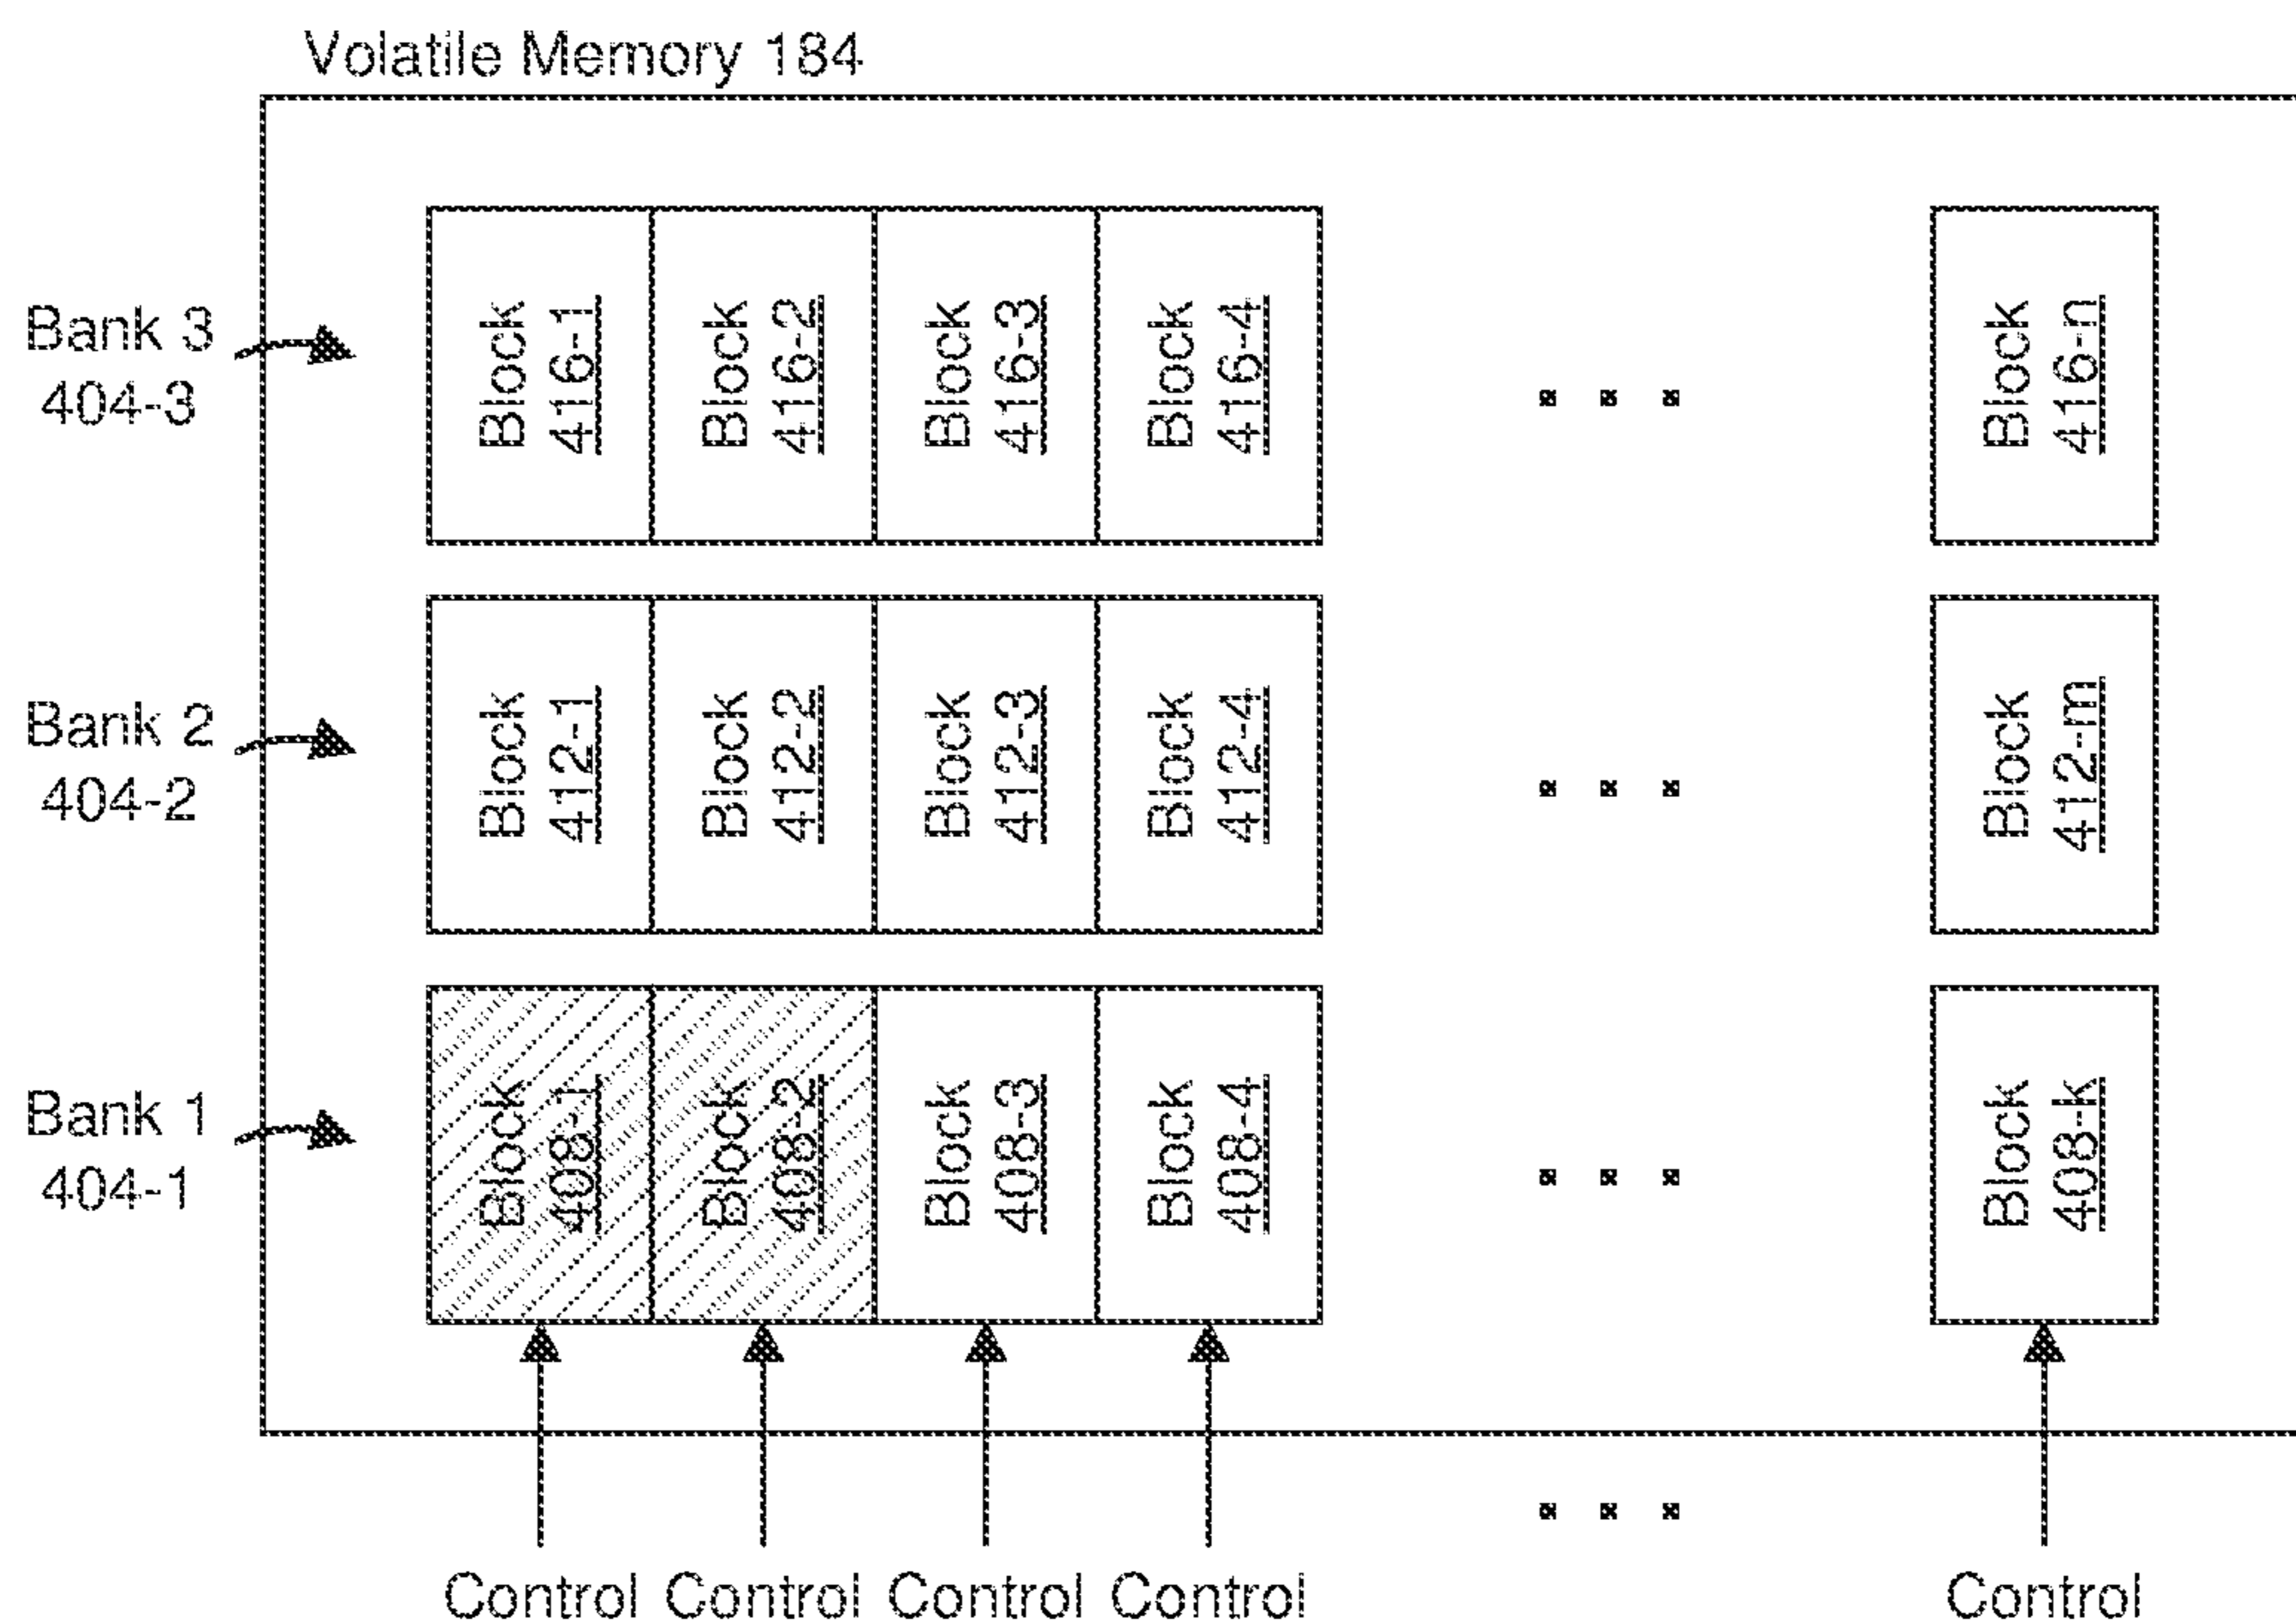 Volatile Memory 184
Bank 3
404-3
Block
416-1
Block
416-2
Block
416-3
Block
416-4
. . .
Block
416-n
Bank 2
404-2
Block
412-1
Block
412-2
Block
412-3
Block
412-4
. . .
Block
412-m
Bank 1
404-1
Block
408-1
Block
408-2
Block
408-3
Block
408-4
. . .
Block
408-k
. . .
Control Control Control Control Control